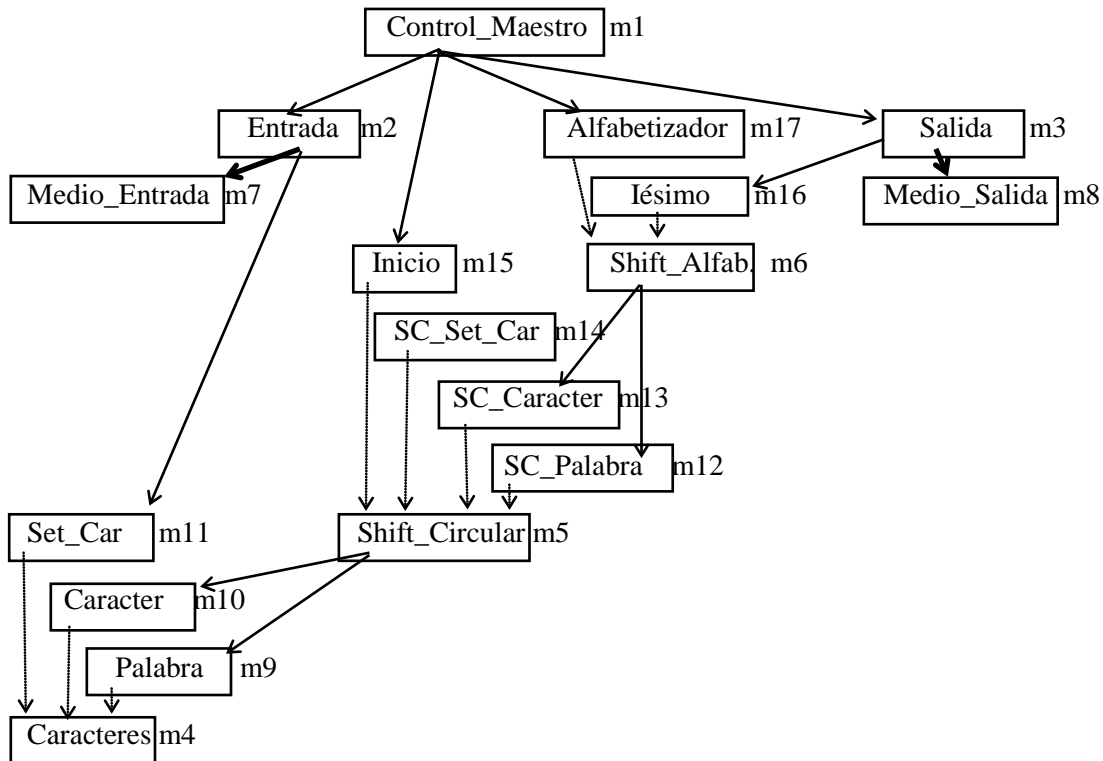 Control_Maestro m1
Entrada m2
Alfabetizador m17
Salida m3
Medio_Entrada m7
Iésimo m16
Medio_Salida m8
Inicio m15
Shift_Alfab. m6
SC_Set_Car m14
SC_Caracter m13
SC_Palabra m12
Set_Car m11
Shift_Circular m5
Caracter m10
Palabra m9
Caracteres m4